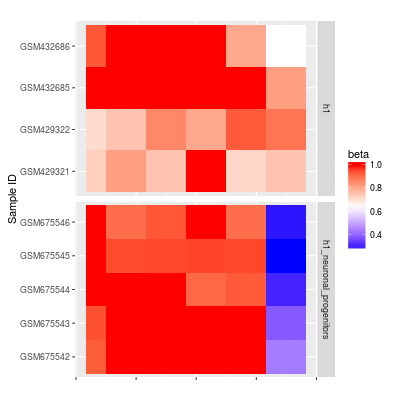 GSM432686
GSM432685
GSM429322
GSM429321
h1
GSM675546
GSM675545
GSM675544
GSM675543
GSM675542
h1_neuronal_progenitors
Sample ID
beta
1.0
0.8
0.6
0.4